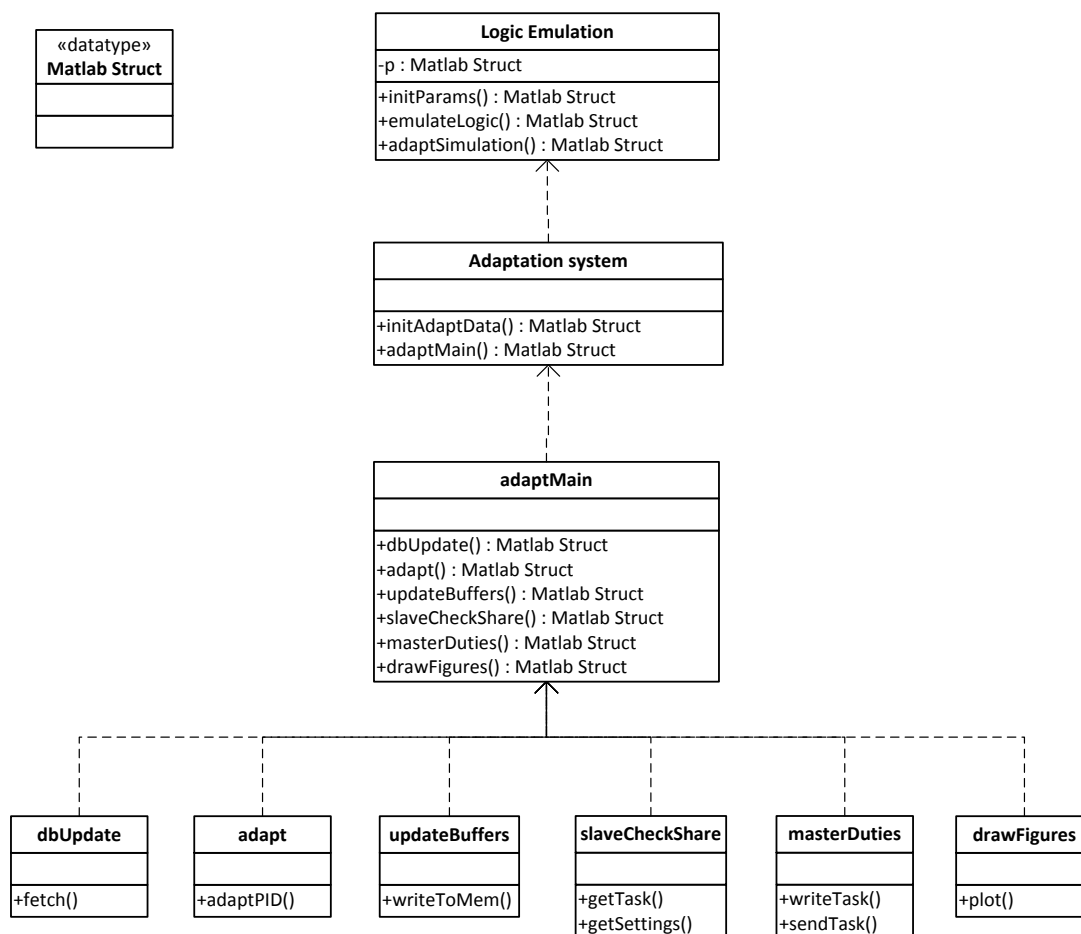 «datatype»
Matlab Struct
Logic Emulation
-p : Matlab Struct
+initParams() : Matlab Struct
+emulateLogic() : Matlab Struct
+adaptSimulation() : Matlab Struct
Adaptation system
+initAdaptData() : Matlab Struct
+adaptMain() : Matlab Struct
adaptMain
+dbUpdate() : Matlab Struct
+adapt() : Matlab Struct
+updateBuffers() : Matlab Struct
+slaveCheckShare() : Matlab Struct
+masterDuties() : Matlab Struct
+drawFigures() : Matlab Struct
dbUpdate
+fetch()
adapt
+adaptPID()
updateBuffers
+writeToMem()
slaveCheckShare
+getTask()
+getSettings()
masterDuties
+writeTask()
+sendTask()
drawFigures
+plot()